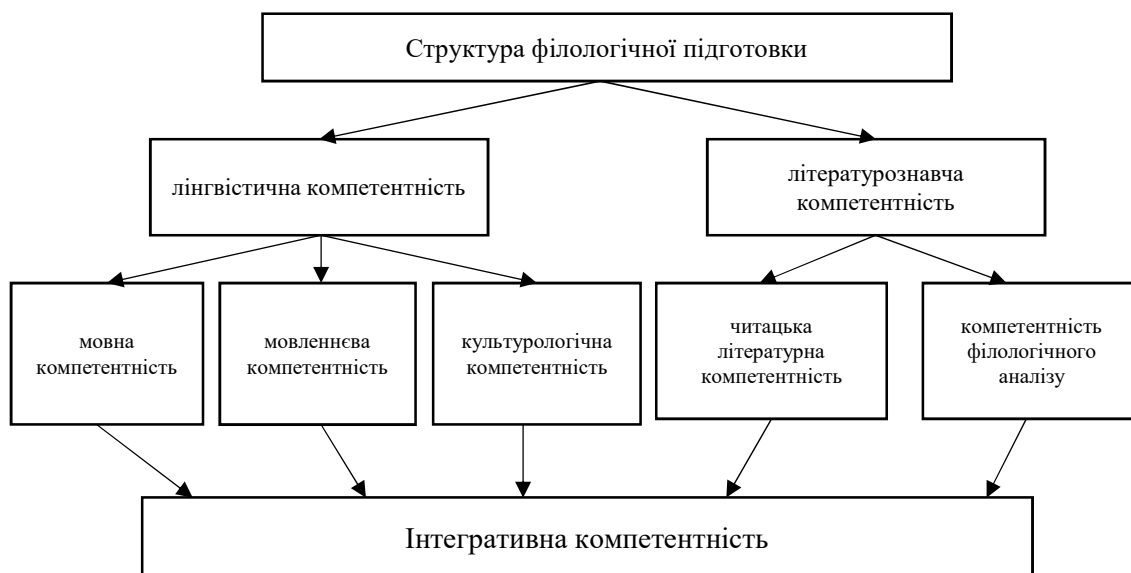 Структура філологічної підготовки
лінгвістична компетентність
літературознавча
компетентність
мовна
компетентність
мовленнєва
компетентність
культурологічна
компетентність
читацька
літературна
компетентність
компетентність
філологічного
аналізу
Інтегративна компетентність